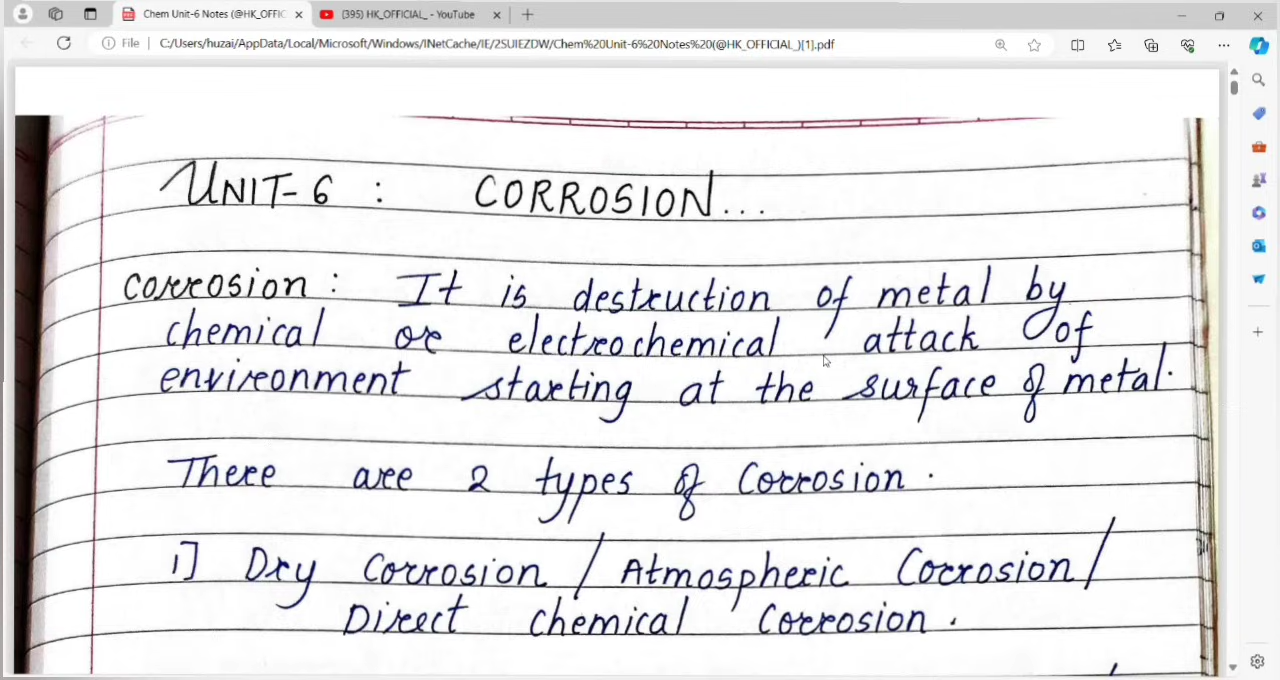 Chem Unit-6 Notes (@HK_OFFIC
(395) HK_OFFICIAL_ - YouTube
File
C:/Users/huzai/AppData/Local/Microsoft/Windows/INetCache/IE/2SUIEZDW/Chem%20Unit-6%20Notes%20(@HK_OFFICIAL_)[1].pdf
UNIT-6 : CORROSION...
corrosion : It is destruction of metal by
chemical or electrochemical attack of
environment starting at the surface of metal.
There are 2 types of Corrosion.
1] Dry Corrosion / Atmospheric Corrosion /
Direct chemical Corrosion.